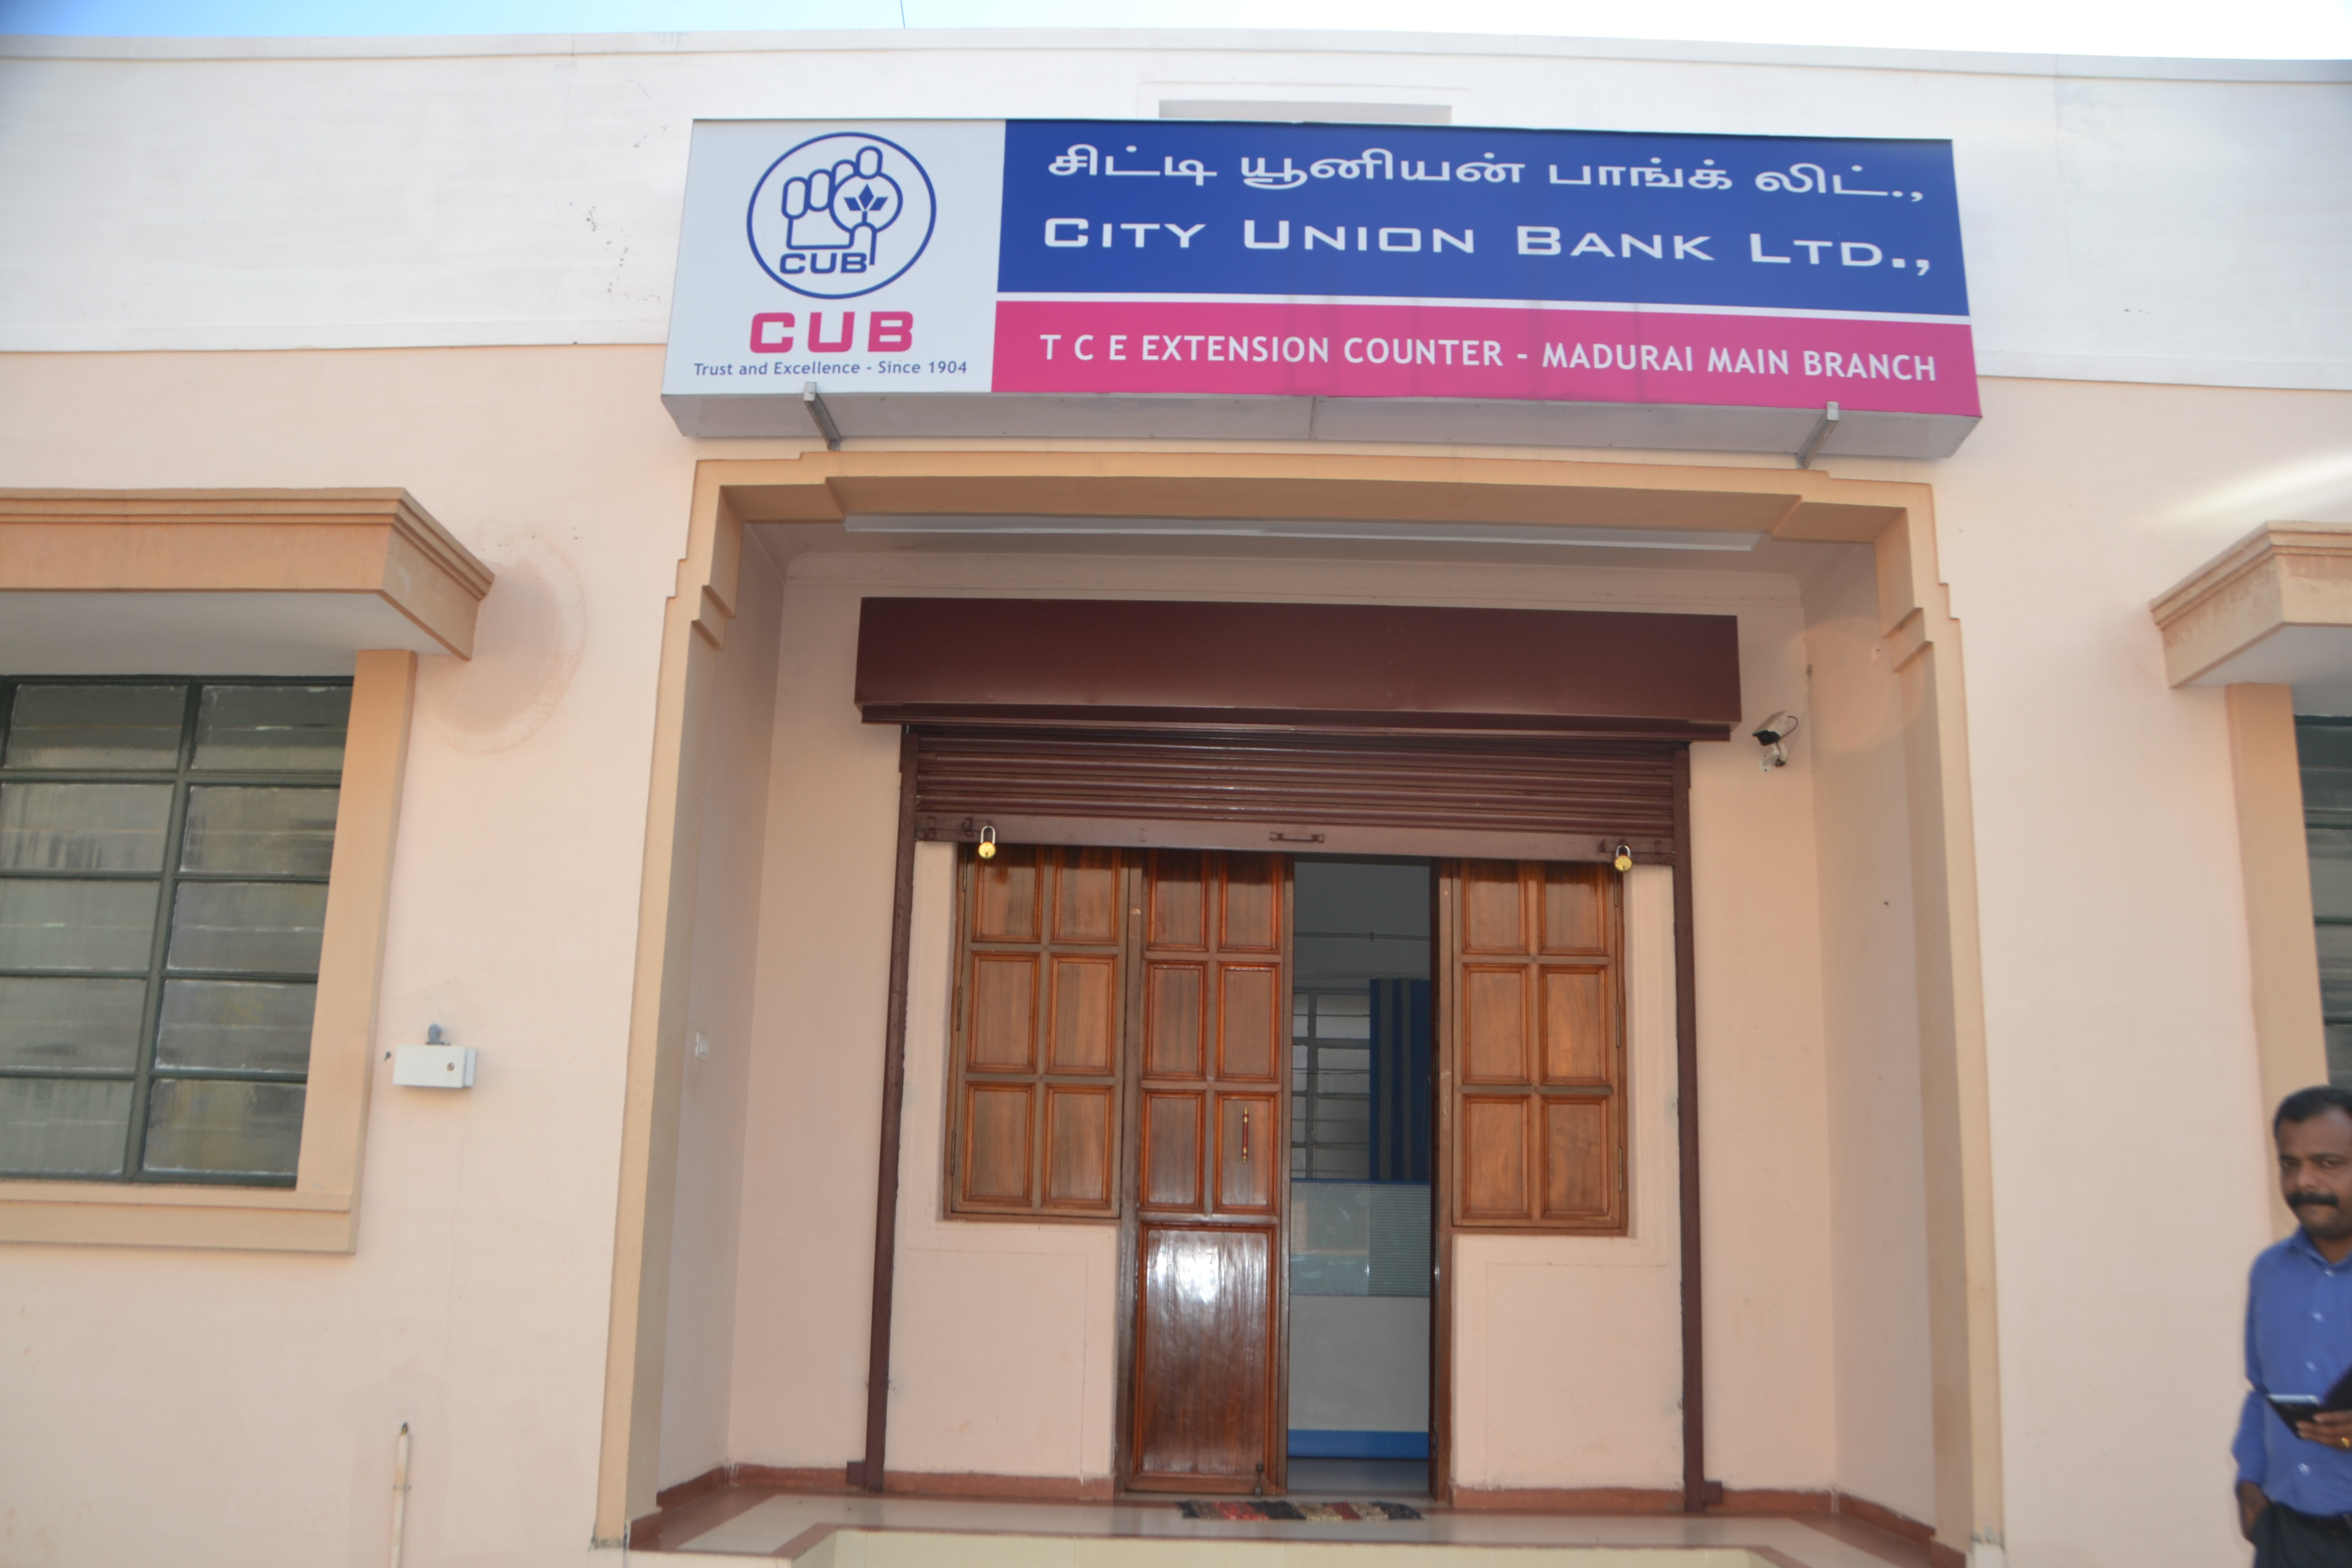 CUB
CUB
Trust and Excellence - Since 1904
சிட்டி யூனியன் பாங்க் லிட்.,
CITY UNION BANK LTD.,
T C E EXTENSION COUNTER - MADURAI MAIN BRANCH